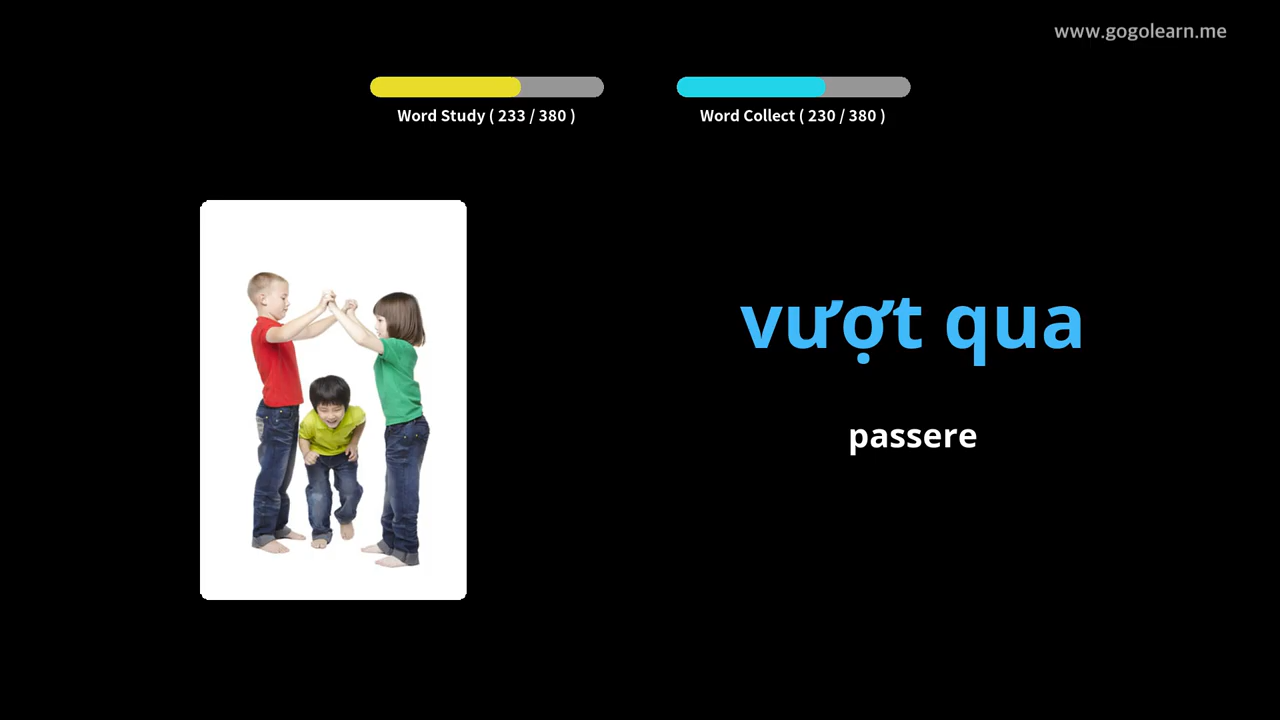 www.gogolearn.me
Word Study ( 233 / 380 )
Word Collect ( 230 / 380 )
vượt qua
passere